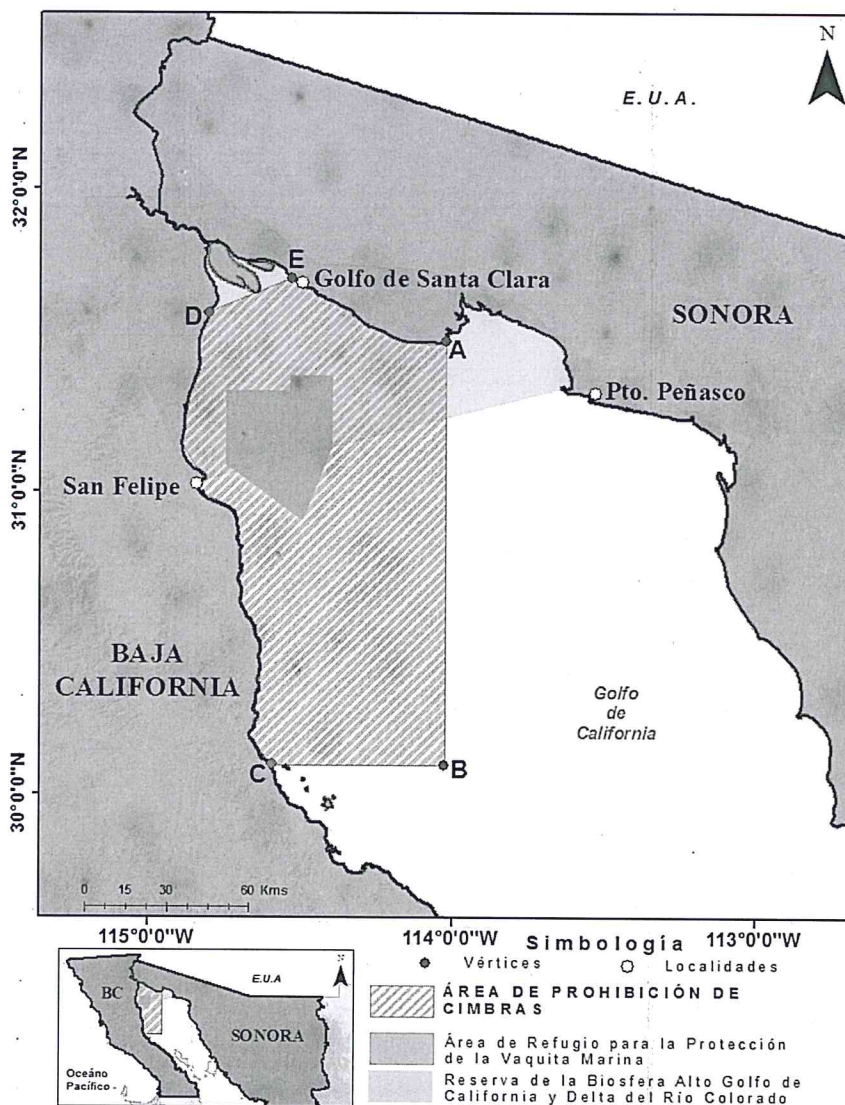 N
E.U.A.
32°0'0"N
E
Golfo de Santa Clara
D
SONORA
A
Pto. Peñasco
San Felipe
31°0'0"N
BAJA
CALIFORNIA
Golfo
de
California
C
B
30°0'0"N
0 15 30 60 Kms
115°0'0"W 114°0'0"W 113°0'0"W
Simbología
Vértices Localidades
ÁREA DE PROHIBICIÓN DE
CIMBRAS
Área de Refugio para la Protección
de la Vaquita Marina
Reserva de la Biosfera Alto Golfo de
California y Delta del Río Colorado
N
E.U.A
BC
SONORA
Oceáno
Pacífico